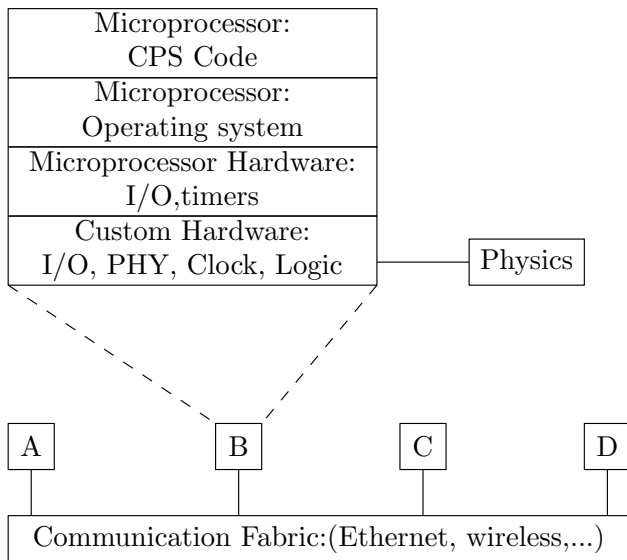 Microprocessor:
CPS Code
Microprocessor:
Operating system
Microprocessor Hardware:
I/O,timers
Custom Hardware:
I/O, PHY, Clock, Logic
Physics
A
B
C
D
Communication Fabric:(Ethernet, wireless,...)